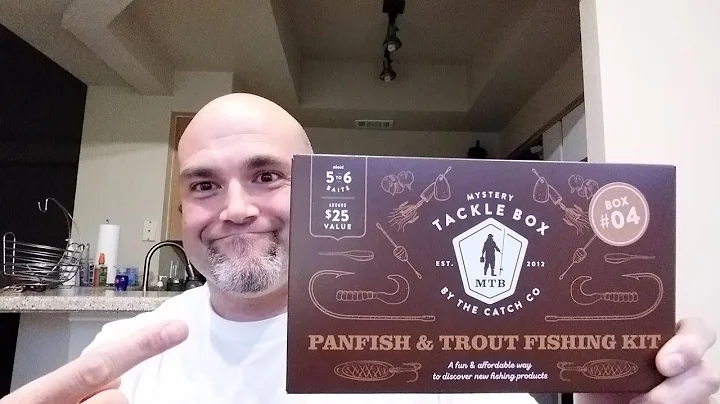 about
5 TO 6
BAITS
AROUND
$25
VALUE
MYSTERY
TACKLE BOX
EST. 2012
MTB
BY THE CATCH CO
BOX
#04
PANFISH & TROUT FISHING KIT
A fun & affordable way
to discover new fishing products